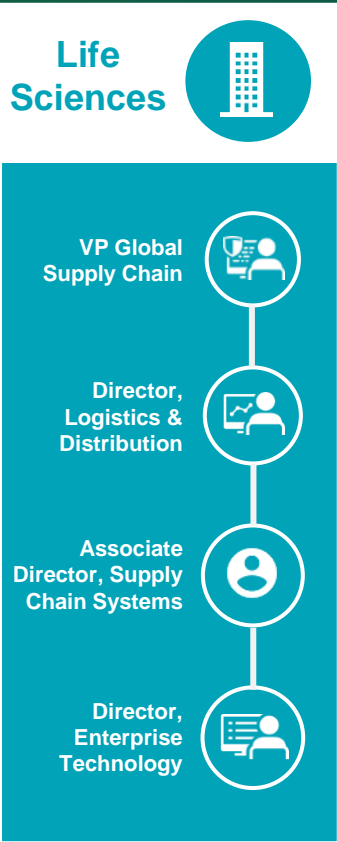 Life
Sciences
VP Global
Supply Chain
Director,
Logistics &
Distribution
Associate
Director, Supply
Chain Systems
Director,
Enterprise
Technology